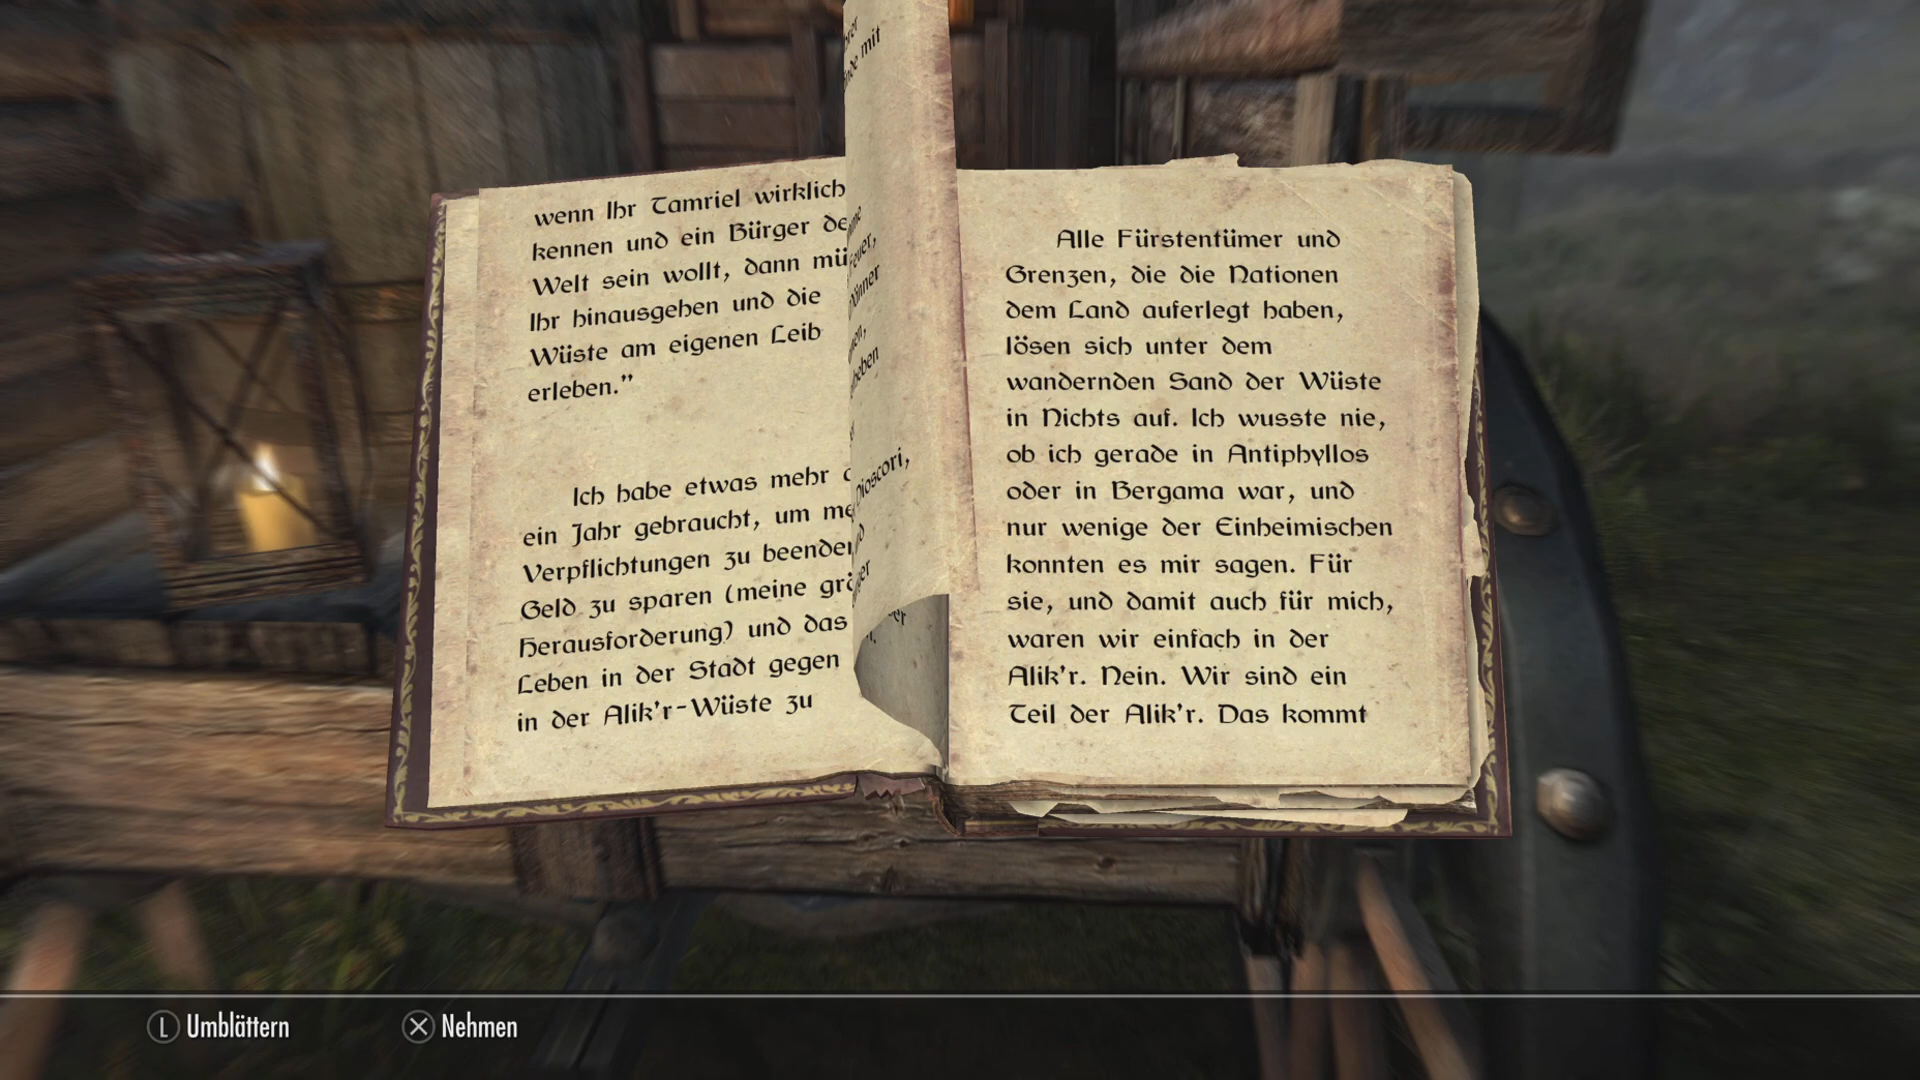 wenn Ihr Tamriel wirklich
kennen und ein Bürger
Welt sein wollt, dann
Ihr hinausgehen und die
Wüste am eigenen Leib
erleben.”
Ich habe etwas mehr
ein Jahr gebraucht, um
Verpflichtungen zu
Geld zu sparen (meine
Herausforderung) und das
Leben in der Stadt gegen
in der Alik'r-Wüste zu
mit
Dioscori,
Alle Fürstentümer und
Grenzen, die die Nationen
dem Land auferlegt haben,
lösen sich unter dem
wandernden Sand der Wüste
in Nichts auf. Ich wusste nie,
ob ich gerade in Antiphyllos
oder in Bergama war, und
nur wenige der Einheimischen
konnten es mir sagen. Für
sie, und damit auch für mich,
waren wir einfach in der
Alik'r. Nein. Wir sind ein
Teil der Alik'r. Das kommt
L Umblättern
X Nehmen